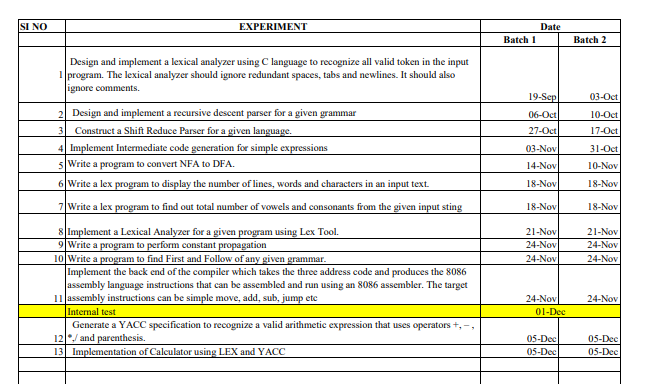 SI NO EXPERIMENT Date
Batch 1 Batch 2
Design and implement a lexical analyzer using C language to recognize all valid token in the input
1 program. The lexical analyzer should ignore redundant spaces, tabs and newlines. It should also
ignore comments.
19-Sep 03-Oct
2 Design and implement a recursive descent parser for a given grammar 06-Oct 10-Oct
3 Construct a Shift Reduce Parser for a given language. 27-Oct 17-Oct
4 Implement Intermediate code generation for simple expressions 03-Nov 31-Oct
5 Write a program to convert NFA to DFA. 14-Nov 10-Nov
6 Write a lex program to display the number of lines, words and characters in an input text. 18-Nov 18-Nov
7 Write a lex program to find out total number of vowels and consonants from the given input sting 18-Nov 18-Nov
8 Implement a Lexical Analyzer for a given program using Lex Tool. 21-Nov 21-Nov
9 Write a program to perform constant propagation 24-Nov 24-Nov
10 Write a program to find First and Follow of any given grammar. 24-Nov 24-Nov
Implement the back end of the compiler which takes the three address code and produces the 8086
assembly language instructions that can be assembled and run using an 8086 assembler. The target
11 assembly instructions can be simple move, add, sub, jump etc 24-Nov 24-Nov
Internal test 01-Dec
Generate a YACC specification to recognize a valid arithmetic expression that uses operators +, – ,
12 *,/ and parenthesis. 05-Dec 05-Dec
13 Implementation of Calculator using LEX and YACC 05-Dec 05-Dec